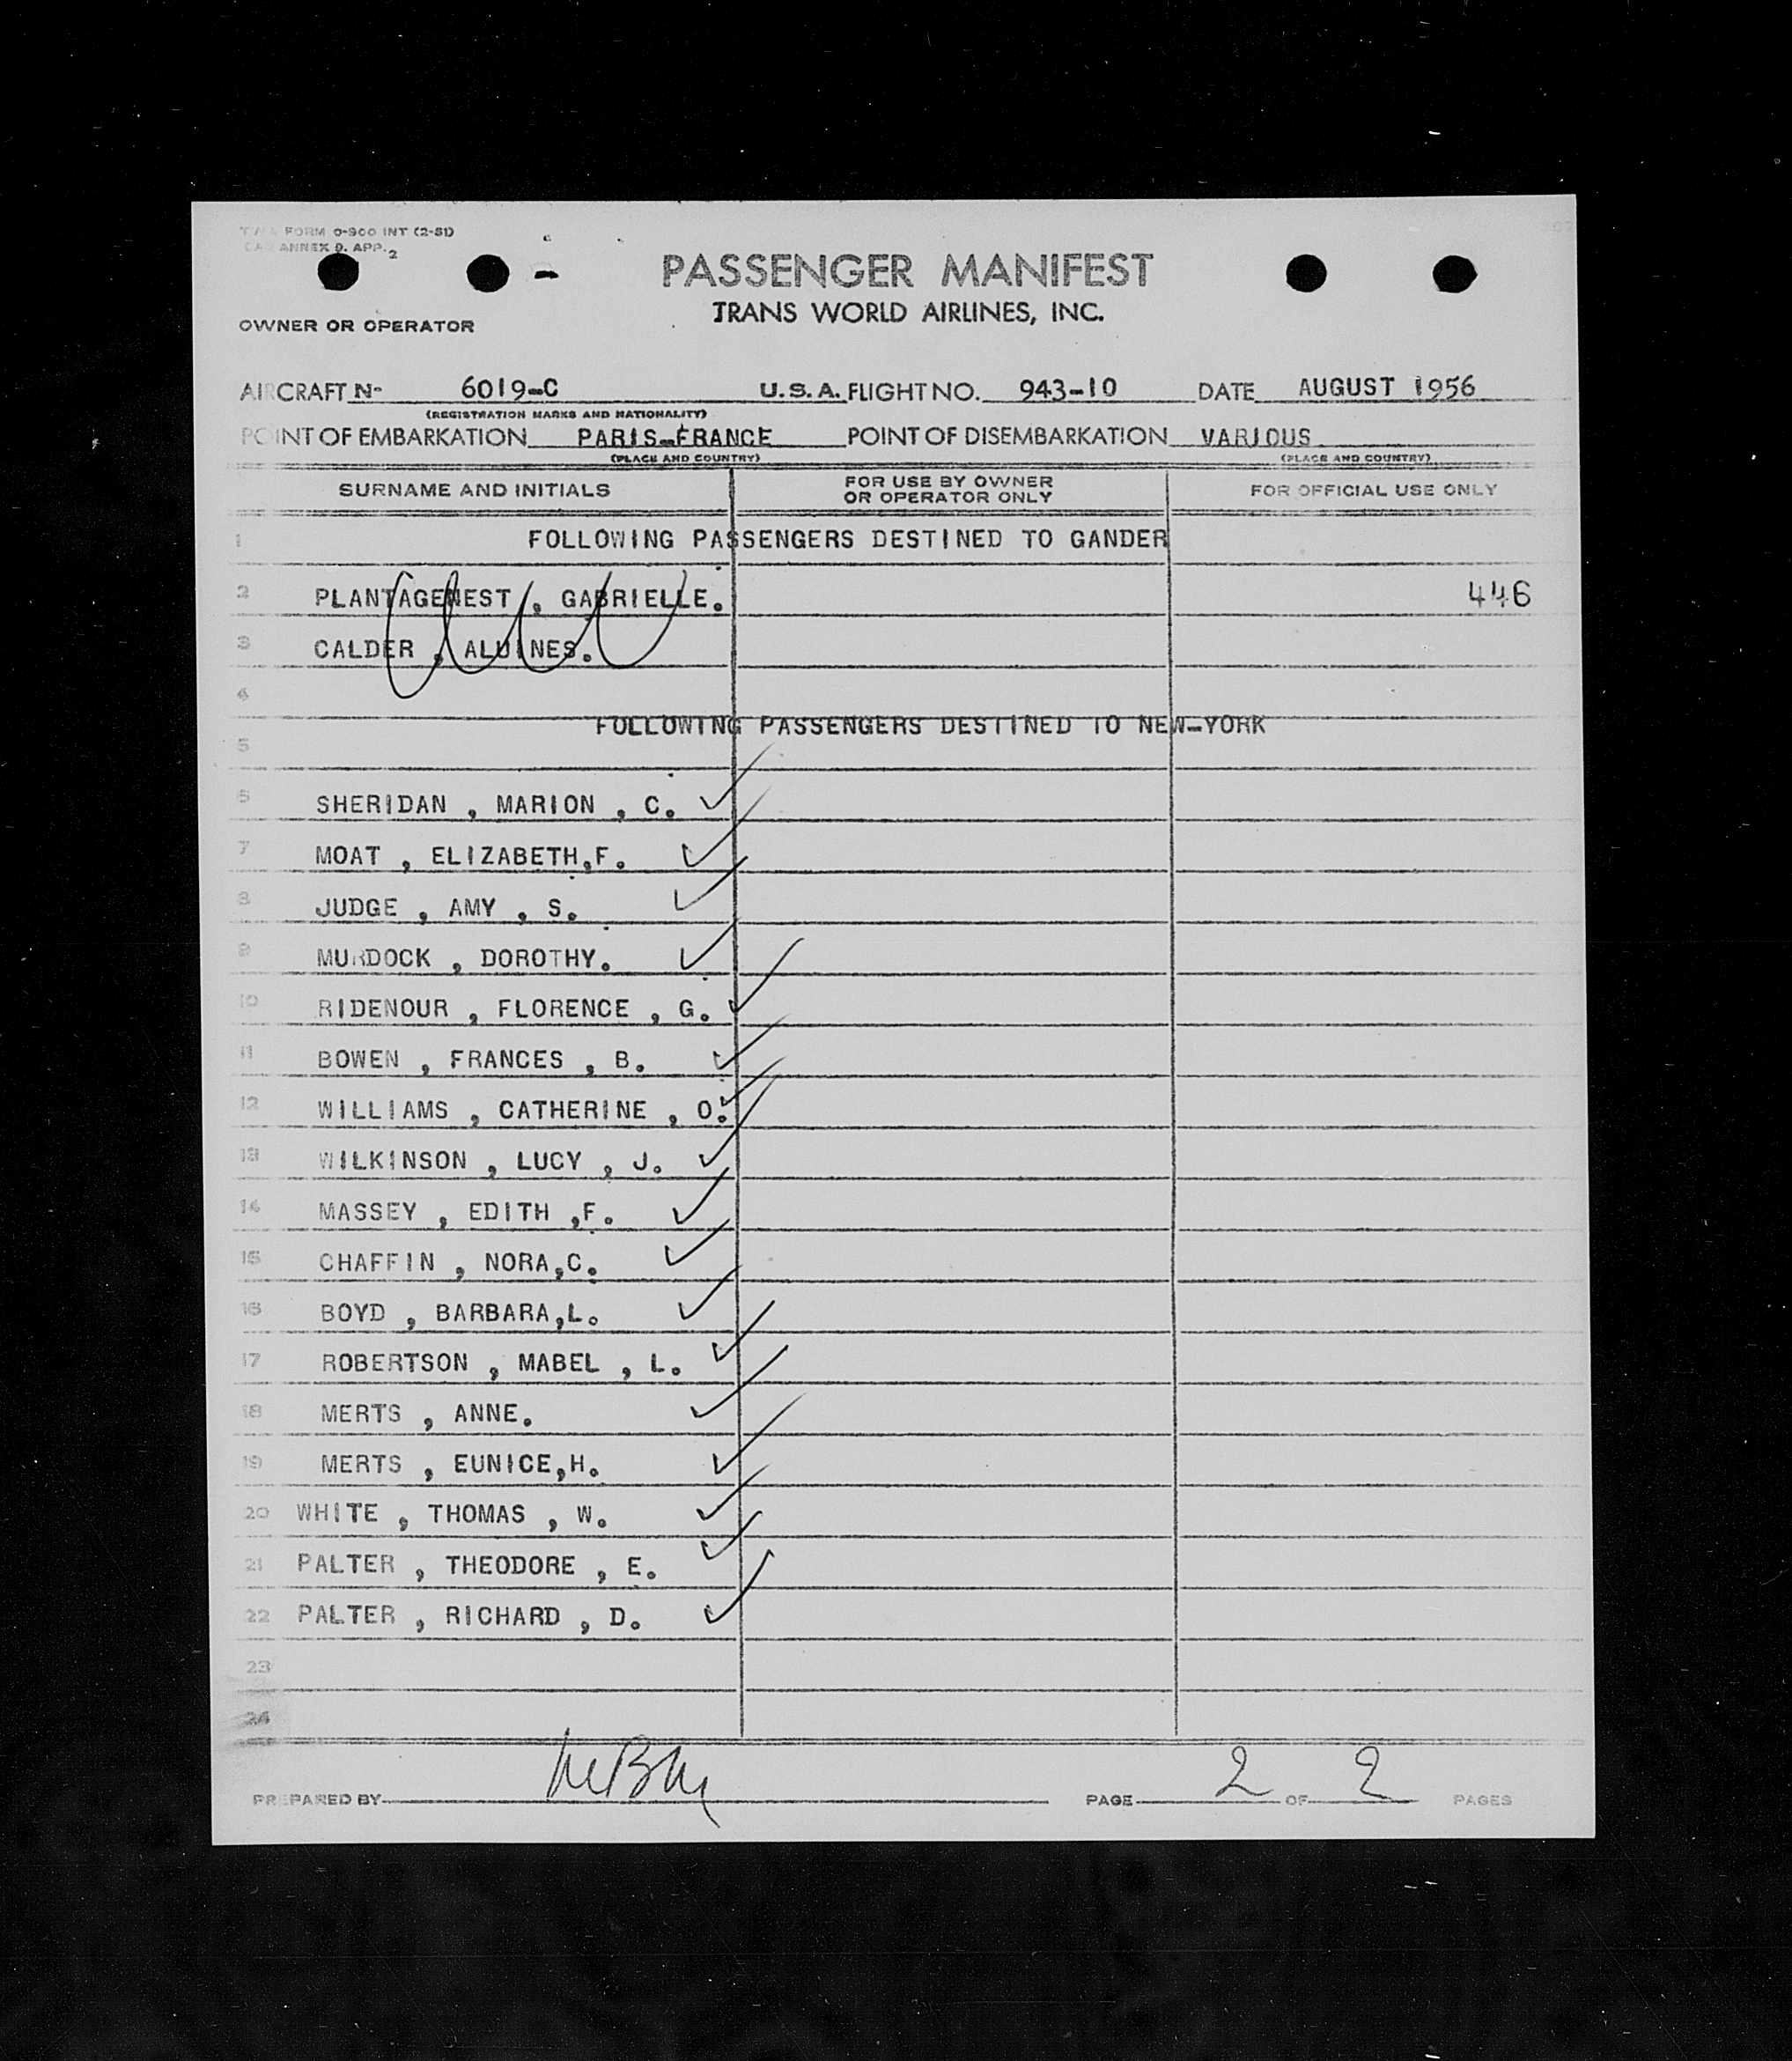 TWA FORM 0-900 INT (2-51)
CAB ANNEX 9. APP. 2
PASSENGER MANIFEST
TRANS WORLD AIRLINES, INC.
OWNER OR OPERATOR
AIRCRAFT N- 6019-C U.S.A. FLIGHT NO. 943-10 DATE AUGUST 1956
(REGISTRATION MARKS AND NATIONALITY)
POINT OF EMBARKATION PARIS-FRANCE POINT OF DISEMBARKATION VARIOUS
(PLACE AND COUNTRY) (PLACE AND COUNTRY)
SURNAME AND INITIALS FOR USE BY OWNER OR OPERATOR ONLY FOR OFFICIAL USE ONLY
1 FOLLOWING PASSENGERS DESTINED TO GANDER
2 PLANTAGENEST , GABRIELLE. 446
3 CALDER , ALUINES.
4
FOLLOWING PASSENGERS DESTINED TO NEW-YORK
5
6 SHERIDAN , MARION , C.
7 MOAT , ELIZABETH,F.
8 JUDGE , AMY , S.
9 MURDOCK , DOROTHY.
10 RIDENOUR , FLORENCE , G.
11 BOWEN , FRANCES , B.
12 WILLIAMS , CATHERINE , O.
13 WILKINSON , LUCY , J.
14 MASSEY , EDITH ,F.
15 CHAFFIN , NORA,C.
16 BOYD , BARBARA,L.
17 ROBERTSON , MABEL , L.
18 MERTS , ANNE.
19 MERTS , EUNICE,H.
20 WHITE , THOMAS , W.
21 PALTER , THEODORE , E.
22 PALTER , RICHARD , D.
23
24
PREPARED BY PAGE 2 OF 2 PAGES